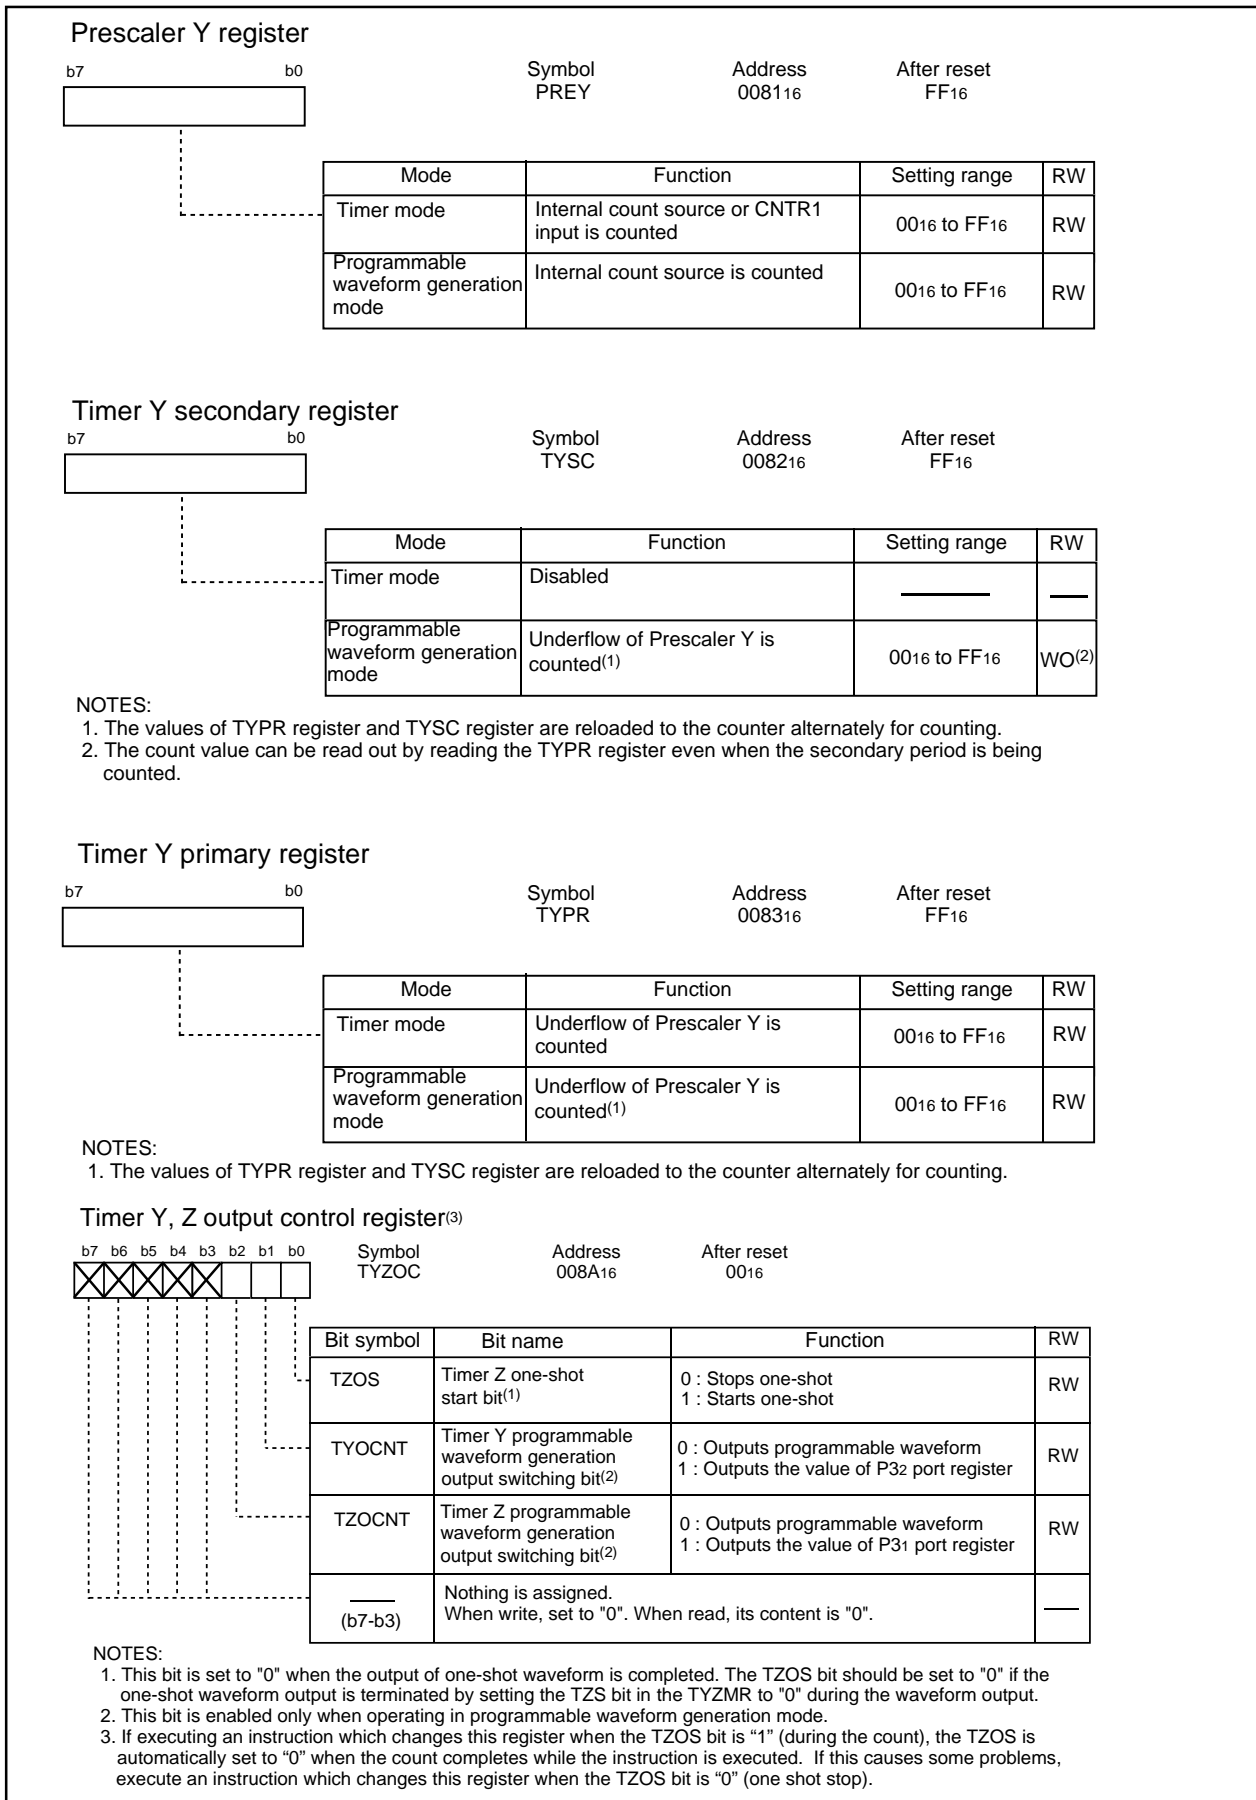 Prescaler Y register
b7 b0 Symbol Address After reset
PREY 008116 FF16
Mode Function Setting range RW
Timer mode Internal count source or CNTR1 input is counted 0016 to FF16 RW
Programmable waveform generation mode Internal count source is counted 0016 to FF16 RW
Timer Y secondary register
b7 b0 Symbol Address After reset
TYSC 008216 FF16
Mode Function Setting range RW
Timer mode Disabled
Programmable waveform generation mode Underflow of Prescaler Y is counted(1) 0016 to FF16 WO(2)
NOTES:
1. The values of TYPR register and TYSC register are reloaded to the counter alternately for counting.
2. The count value can be read out by reading the TYPR register even when the secondary period is being
counted.
Timer Y primary register
b7 b0 Symbol Address After reset
TYPR 008316 FF16
Mode Function Setting range RW
Timer mode Underflow of Prescaler Y is counted 0016 to FF16 RW
Programmable waveform generation mode Underflow of Prescaler Y is counted(1) 0016 to FF16 RW
NOTES:
1. The values of TYPR register and TYSC register are reloaded to the counter alternately for counting.
Timer Y, Z output control register(3)
b7 b6 b5 b4 b3 b2 b1 b0 Symbol Address After reset
TYZOC 008A16 0016
Bit symbol Bit name Function RW
TZOS Timer Z one-shot start bit(1) 0 : Stops one-shot 1 : Starts one-shot RW
TYOCNT Timer Y programmable waveform generation output switching bit(2) 0 : Outputs programmable waveform 1 : Outputs the value of P32 port register RW
TZOCNT Timer Z programmable waveform generation output switching bit(2) 0 : Outputs programmable waveform 1 : Outputs the value of P31 port register RW
(b7-b3) Nothing is assigned. When write, set to "0". When read, its content is "0".
NOTES:
1. This bit is set to "0" when the output of one-shot waveform is completed. The TZOS bit should be set to "0" if the
one-shot waveform output is terminated by setting the TZS bit in the TYZMR to "0" during the waveform output.
2. This bit is enabled only when operating in programmable waveform generation mode.
3. If executing an instruction which changes this register when the TZOS bit is “1” (during the count), the TZOS is
automatically set to “0” when the count completes while the instruction is executed. If this causes some problems,
execute an instruction which changes this register when the TZOS bit is “0” (one shot stop).